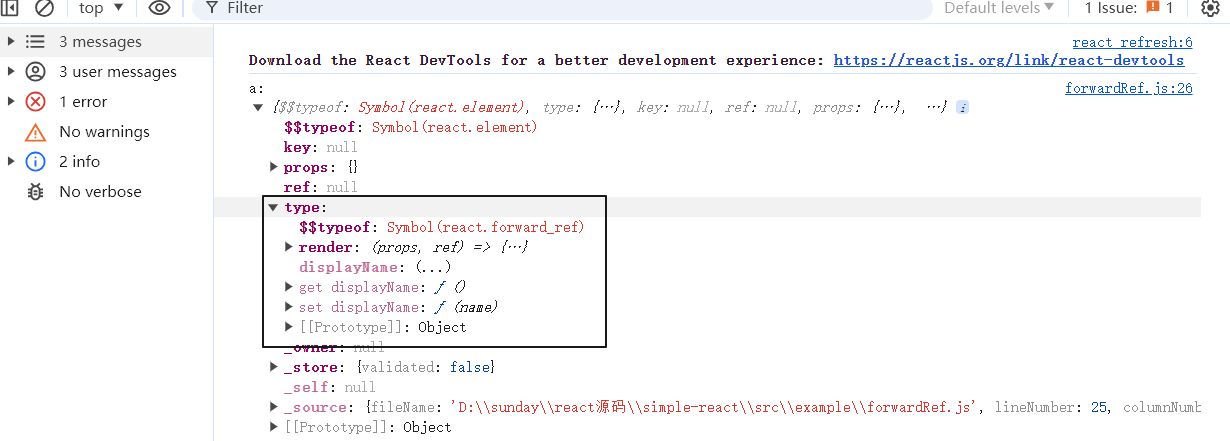 top ▼ Filter Default levels ▼ 1 Issue: 1
3 messages
3 user messages
1 error
No warnings
2 info
No verbose
react refresh:6
Download the React DevTools for a better development experience: https://reactjs.org/link/react-devtools
a: forwardRef.js:26
{$$typeof: Symbol(react.element), type: {…}, key: null, ref: null, props: {…}, …} i
$$typeof: Symbol(react.element)
key: null
props: {}
ref: null
type:
$$typeof: Symbol(react.forward_ref)
render: (props, ref) => {…}
displayName: (...)
get displayName: ƒ ()
set displayName: ƒ (name)
[[Prototype]]: Object
_owner: null
_store: {validated: false}
_self: null
_source: {fileName: 'D:\\sunday\\react源码\\simple-react\\src\\example\\forwardRef.js', lineNumber: 25, columnNum
[[Prototype]]: Object